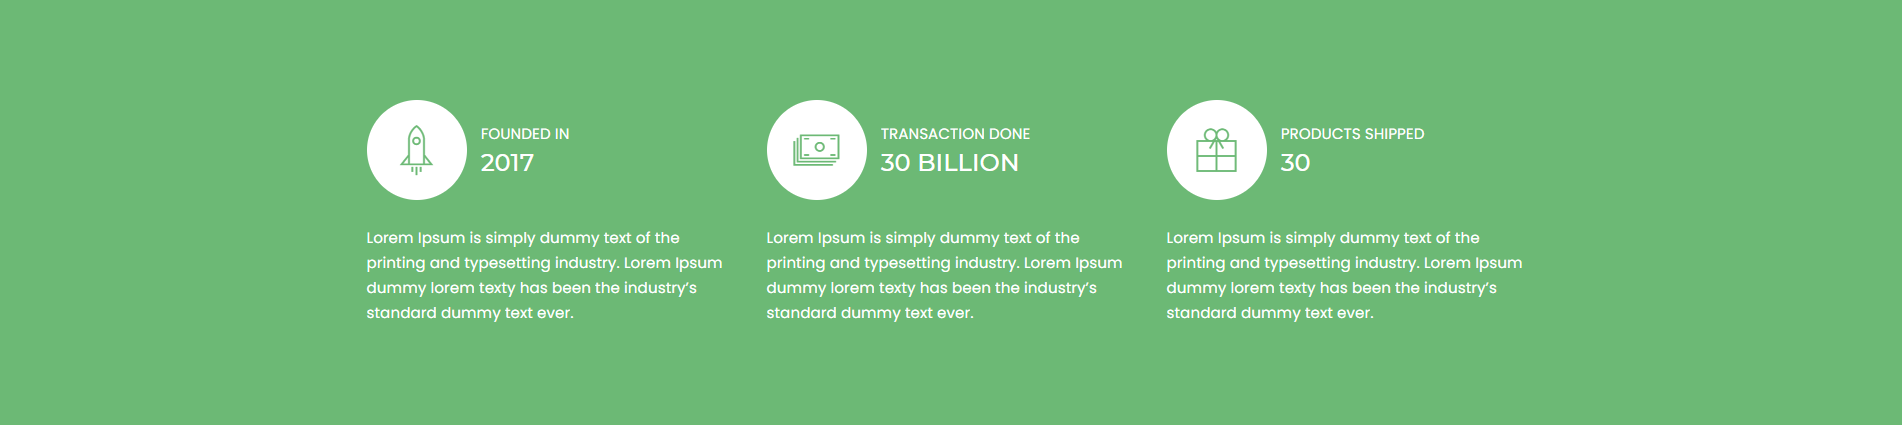 FOUNDED IN
2017
Lorem Ipsum is simply dummy text of the
printing and typesetting industry. Lorem Ipsum
dummy lorem texty has been the industry’s
standard dummy text ever.
TRANSACTION DONE
30 BILLION
Lorem Ipsum is simply dummy text of the
printing and typesetting industry. Lorem Ipsum
dummy lorem texty has been the industry’s
standard dummy text ever.
PRODUCTS SHIPPED
30
Lorem Ipsum is simply dummy text of the
printing and typesetting industry. Lorem Ipsum
dummy lorem texty has been the industry’s
standard dummy text ever.